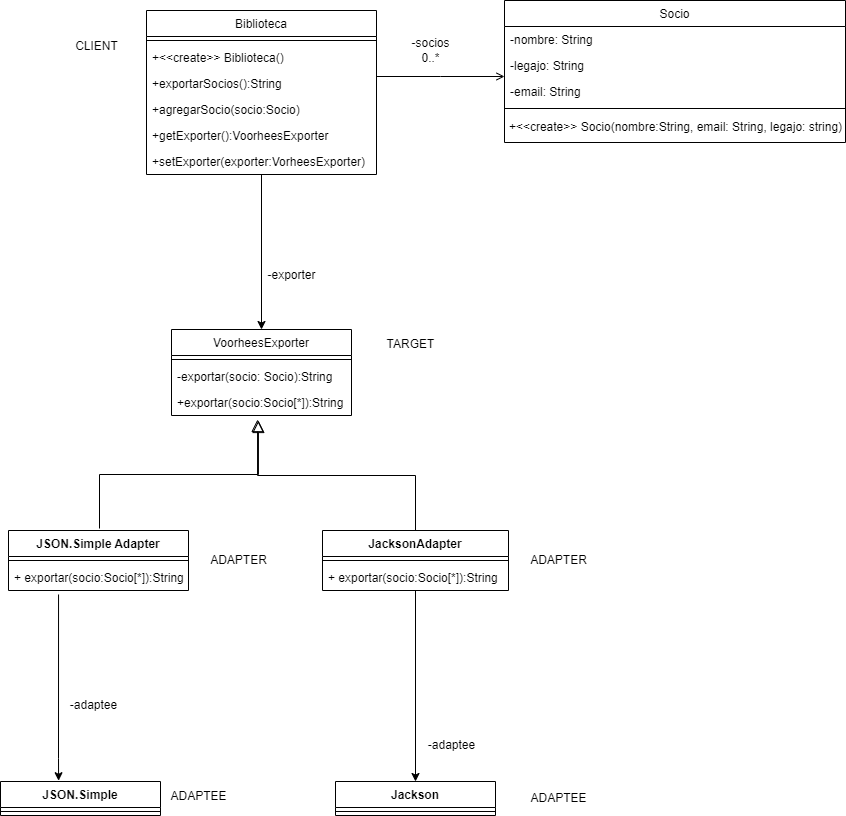 Biblioteca
CLIENT
+<<create>> Biblioteca()
+exportarSocios():String
+agregarSocio(socio:Socio)
+getExporter():VoorheesExporter
+setExporter(exporter:VorheesExporter)
-socios
0..*
Socio
-nombre: String
-legajo: String
-email: String
+<<create>> Socio(nombre:String, email: String, legajo: string)
-exporter
VoorheesExporter
TARGET
-exportar(socio: Socio):String
+exportar(socio:Socio[*]):String
JSON.Simple Adapter
+ exportar(socio:Socio[*]):String
ADAPTER
JacksonAdapter
+ exportar(socio:Socio[*]):String
ADAPTER
-adaptee
-adaptee
JSON.Simple
ADAPTEE
Jackson
ADAPTEE